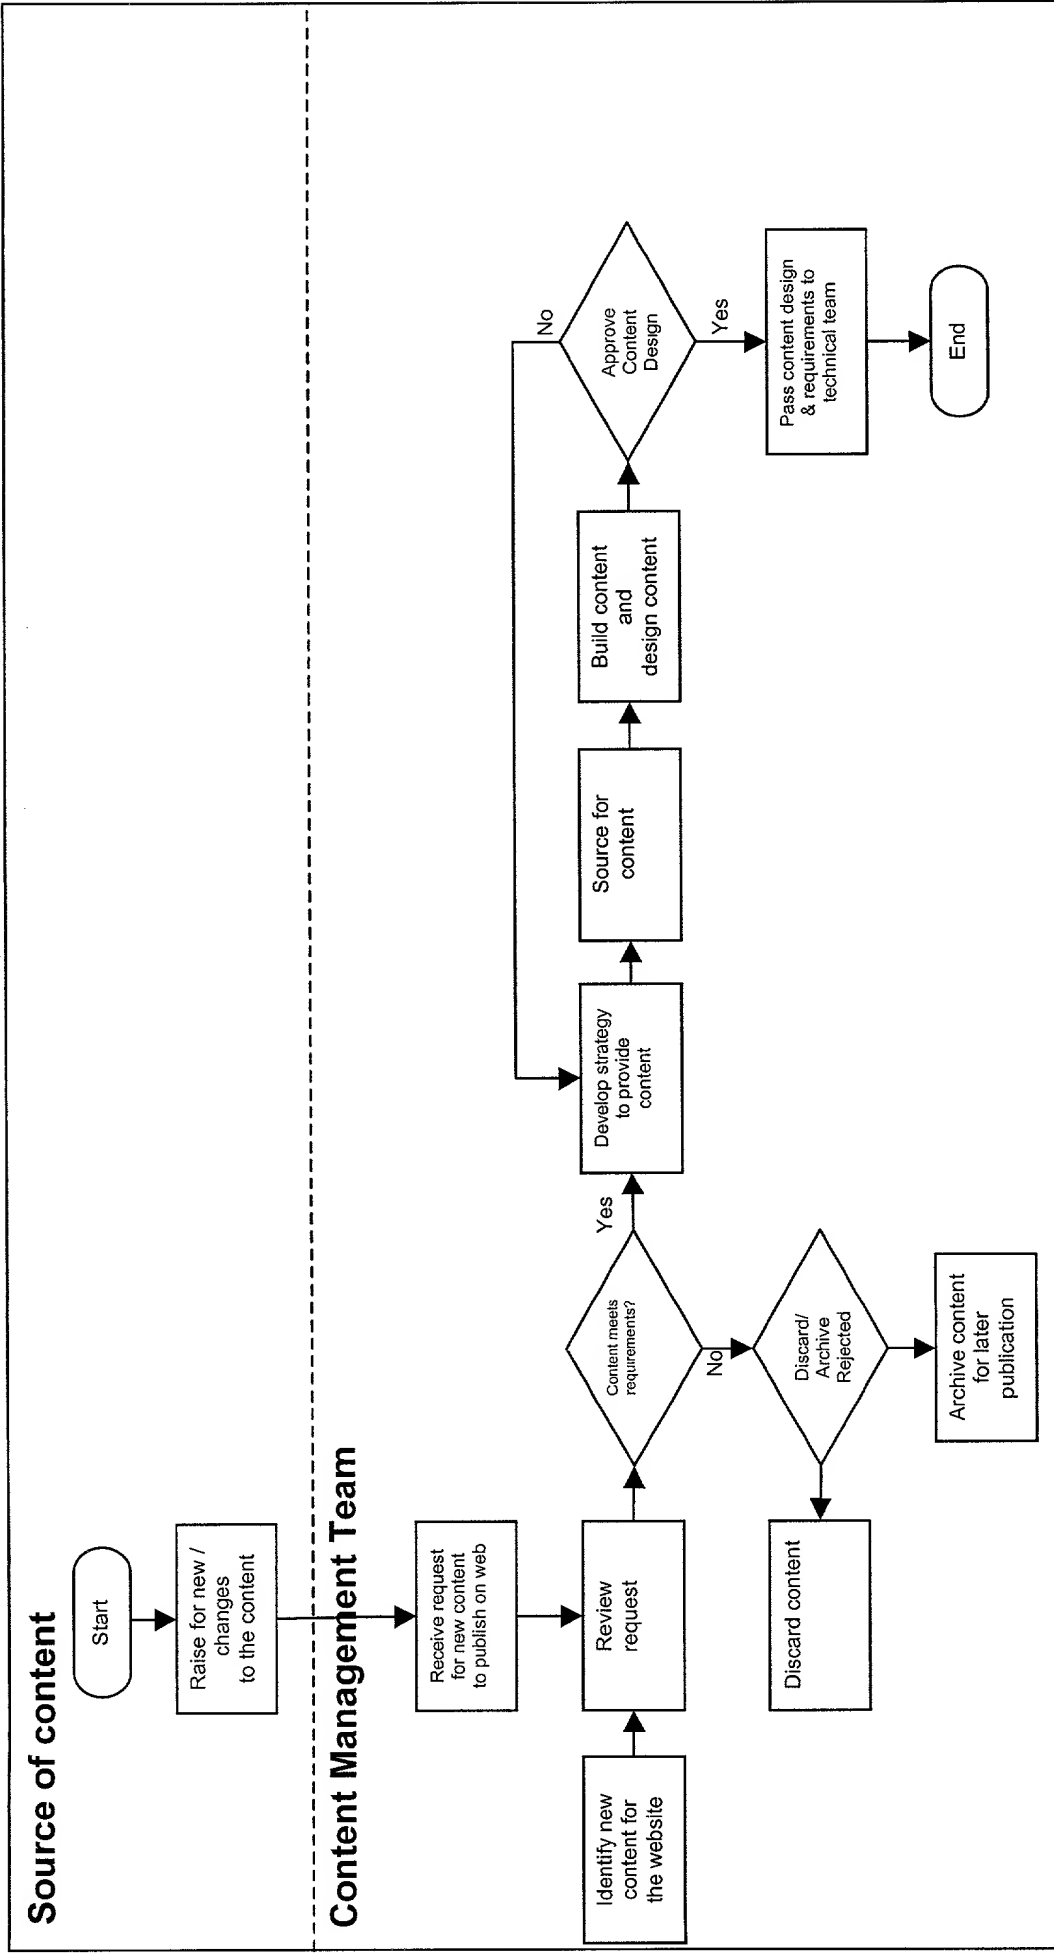 Source of content
Start
Raise for new /
changes
to the content
Content Management Team
Receive request
for new content
to publish on web
Identify new
content for
the website
Review
request
Content meets
requirements?
Yes
No
Develop strategy
to provide
content
Source for
content
Build content
and
design content
Approve
Content
Design
No
Yes
Pass content design
& requirements to
technical team
End
Discard/
Archive
Rejected
Discard content
Archive content
for later
publication